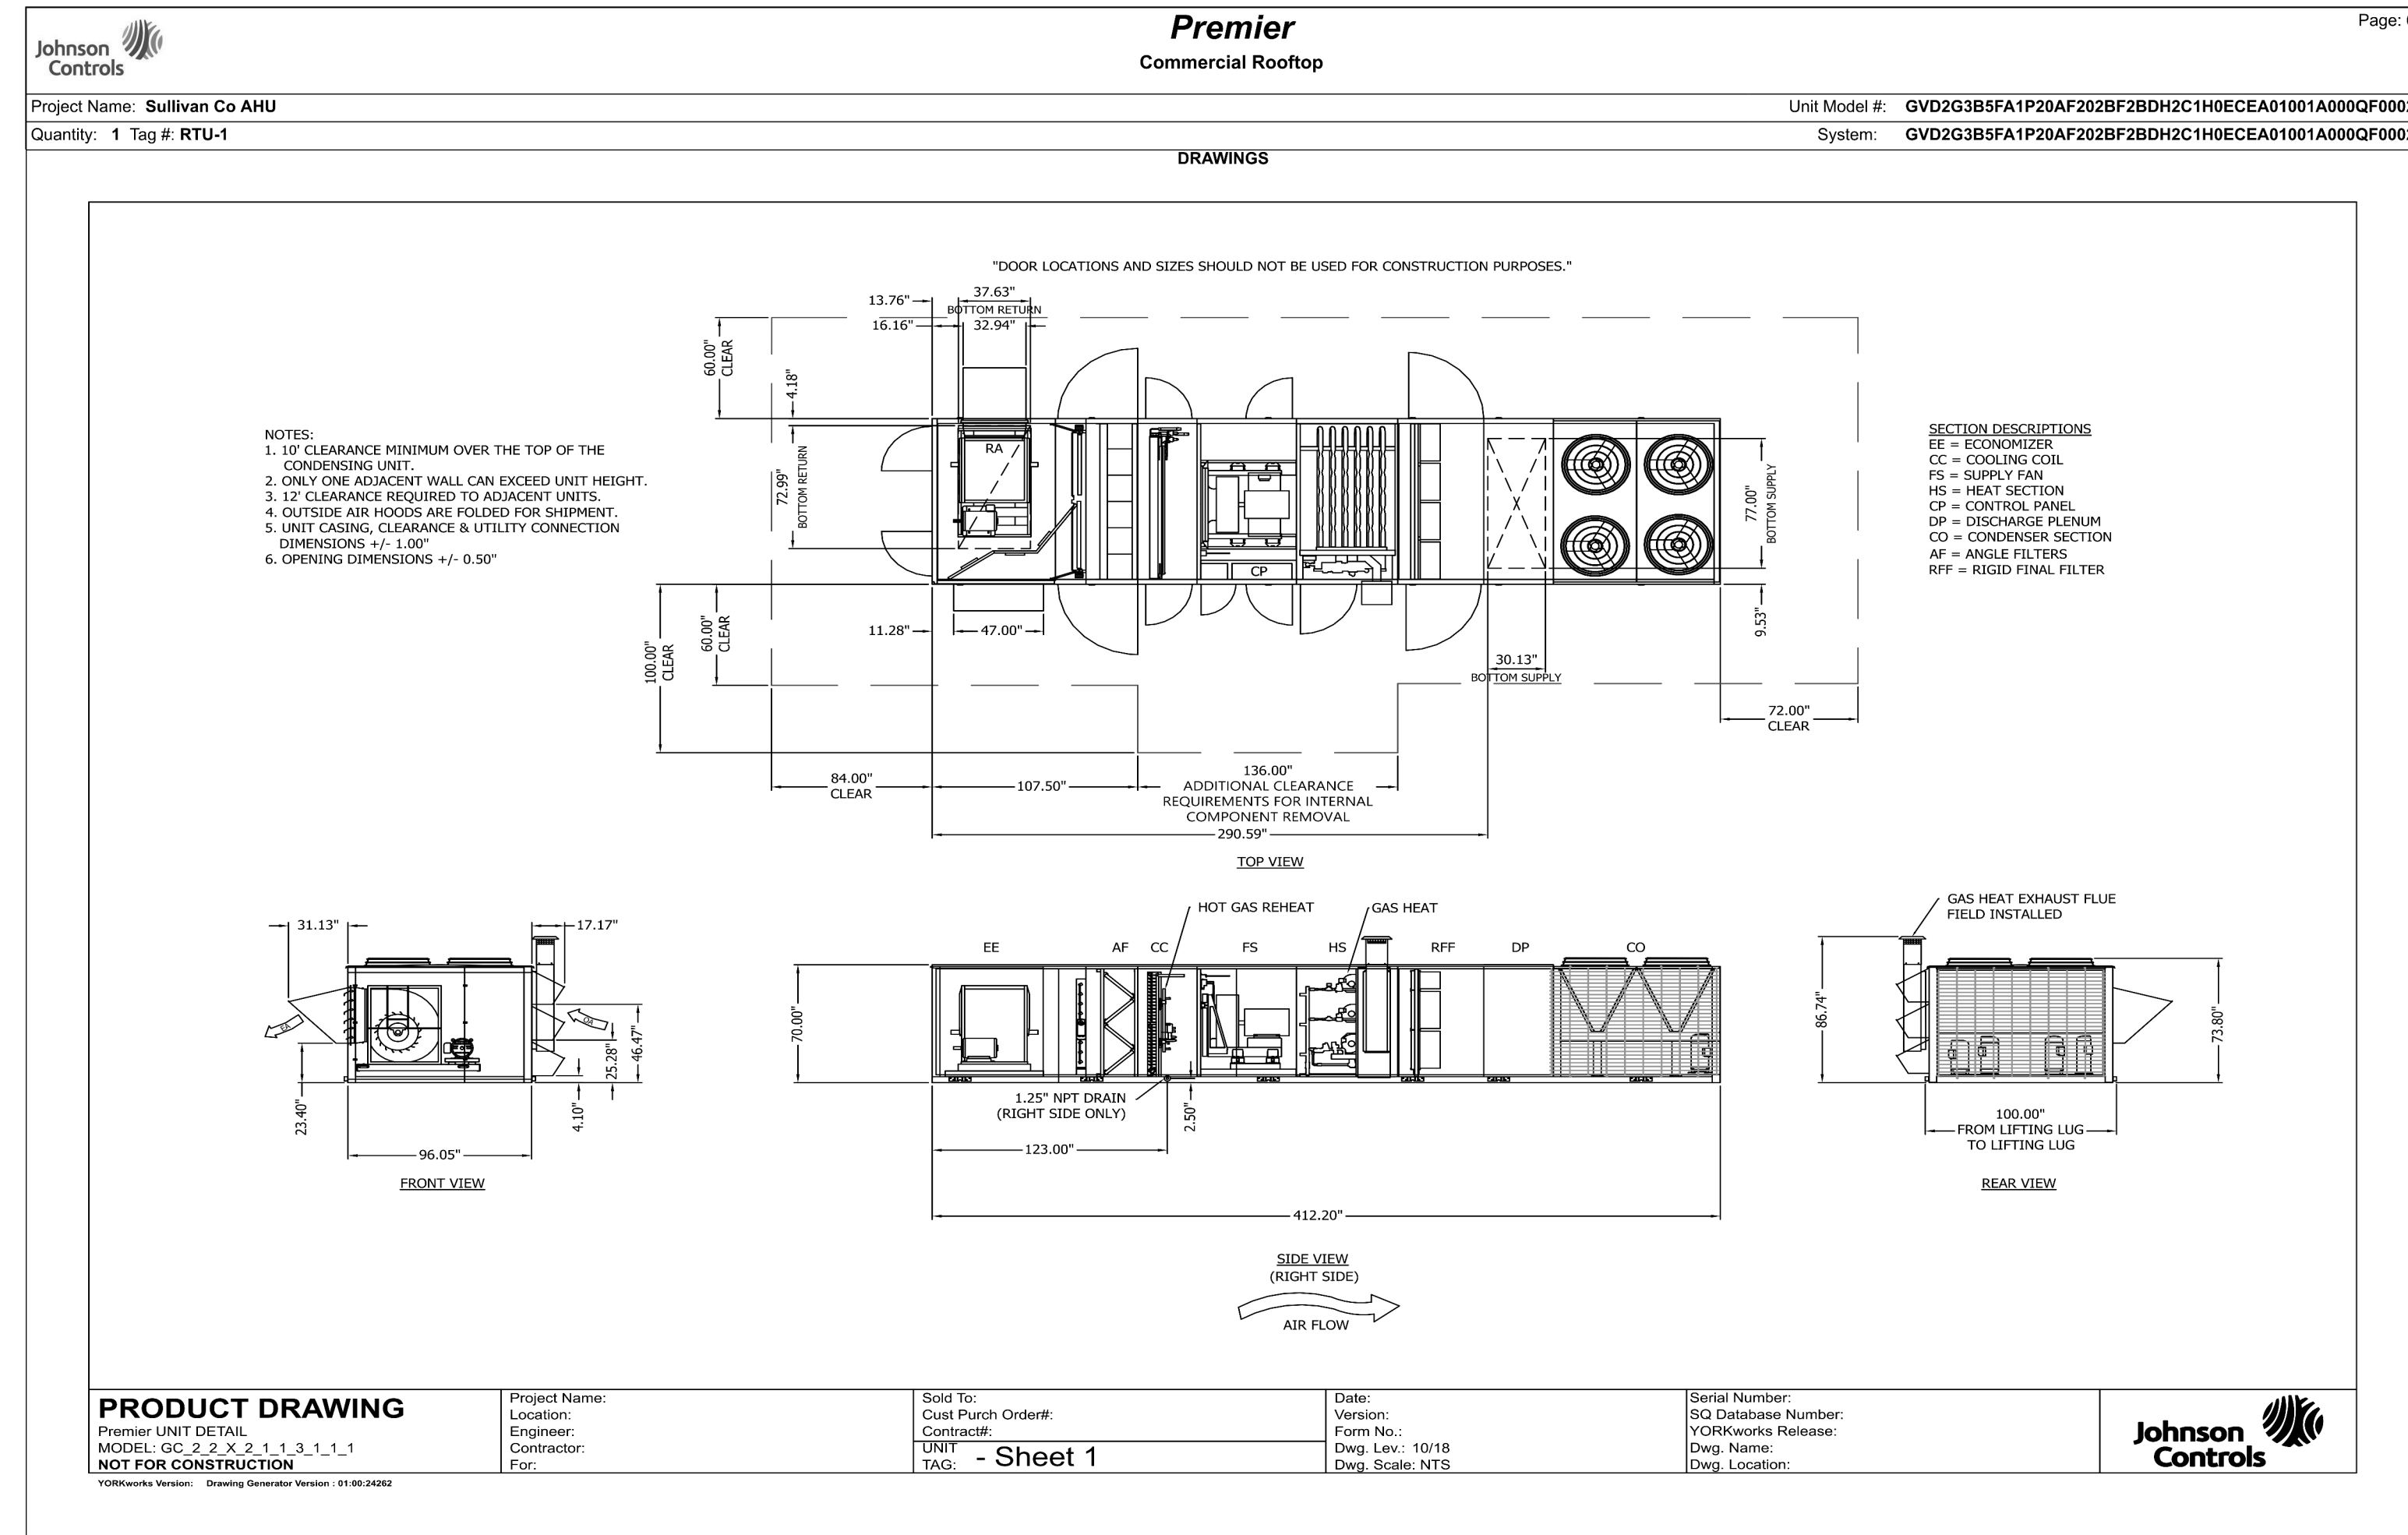 Johnson
Controls
Premier
Commercial Rooftop
Page:
Project Name: Sullivan Co AHU
Unit Model #: GVD2G3B5FA1P20AF202BF2BDH2C1H0ECEA01001A000QF000
Quantity: 1 Tag #: RTU-1
System: GVD2G3B5FA1P20AF202BF2BDH2C1H0ECEA01001A000QF000
DRAWINGS
"DOOR LOCATIONS AND SIZES SHOULD NOT BE USED FOR CONSTRUCTION PURPOSES."
13.76"
37.63"
BOTTOM RETURN
16.16"
32.94"
60.00"
CLEAR
4.18"
72.99"
BOTTOM RETURN
RA
CP
77.00"
BOTTOM SUPPLY
9.53"
NOTES:
1. 10' CLEARANCE MINIMUM OVER THE TOP OF THE
CONDENSING UNIT.
2. ONLY ONE ADJACENT WALL CAN EXCEED UNIT HEIGHT.
3. 12' CLEARANCE REQUIRED TO ADJACENT UNITS.
4. OUTSIDE AIR HOODS ARE FOLDED FOR SHIPMENT.
5. UNIT CASING, CLEARANCE & UTILITY CONNECTION
DIMENSIONS +/- 1.00"
6. OPENING DIMENSIONS +/- 0.50"
SECTION DESCRIPTIONS
EE = ECONOMIZER
CC = COOLING COIL
FS = SUPPLY FAN
HS = HEAT SECTION
CP = CONTROL PANEL
DP = DISCHARGE PLENUM
CO = CONDENSER SECTION
AF = ANGLE FILTERS
RFF = RIGID FINAL FILTER
11.28"
47.00"
100.00"
CLEAR
60.00"
CLEAR
30.13"
BOTTOM SUPPLY
72.00"
CLEAR
84.00"
CLEAR
107.50"
136.00"
ADDITIONAL CLEARANCE
REQUIREMENTS FOR INTERNAL
COMPONENT REMOVAL
290.59"
TOP VIEW
31.13"
17.17"
EA
OA
46.47"
25.28"
4.10"
23.40"
96.05"
FRONT VIEW
HOT GAS REHEAT
GAS HEAT
EE AF CC FS HS RFF DP CO
70.00"
1.25" NPT DRAIN
(RIGHT SIDE ONLY)
2.50"
123.00"
412.20"
SIDE VIEW
(RIGHT SIDE)
AIR FLOW
GAS HEAT EXHAUST FLUE
FIELD INSTALLED
86.74"
73.80"
100.00"
FROM LIFTING LUG
TO LIFTING LUG
REAR VIEW
PRODUCT DRAWING
Premier UNIT DETAIL
MODEL: GC_2_2_X_2_1_1_3_1_1_1
NOT FOR CONSTRUCTION
Project Name:
Location:
Engineer:
Contractor:
For:
Sold To:
Cust Purch Order#:
Contract#:
UNIT
TAG: - Sheet 1
Date:
Version:
Form No.:
Dwg. Lev.: 10/18
Dwg. Scale: NTS
Serial Number:
SQ Database Number:
YORKworks Release:
Dwg. Name:
Dwg. Location:
Johnson
Controls
YORKworks Version: Drawing Generator Version : 01:00:24262